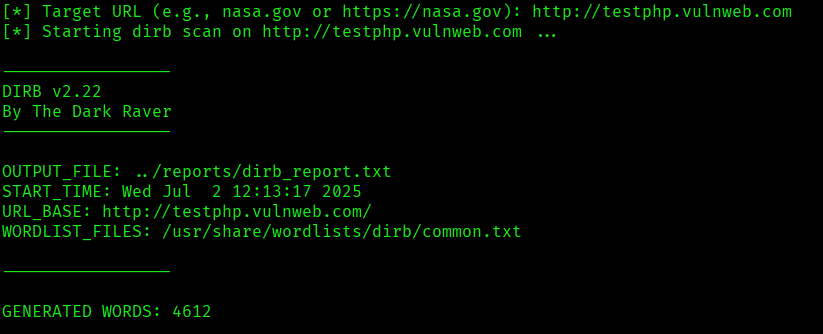 [*] Target URL (e.g., nasa.gov or https://nasa.gov): http://testphp.vulnweb.com
[*] Starting dirb scan on http://testphp.vulnweb.com ...
-----------------
DIRB v2.22
By The Dark Raver
-----------------
OUTPUT_FILE: ../reports/dirb_report.txt
START_TIME: Wed Jul  2 12:13:17 2025
URL_BASE: http://testphp.vulnweb.com/
WORDLIST_FILES: /usr/share/wordlists/dirb/common.txt
-----------------
GENERATED WORDS: 4612